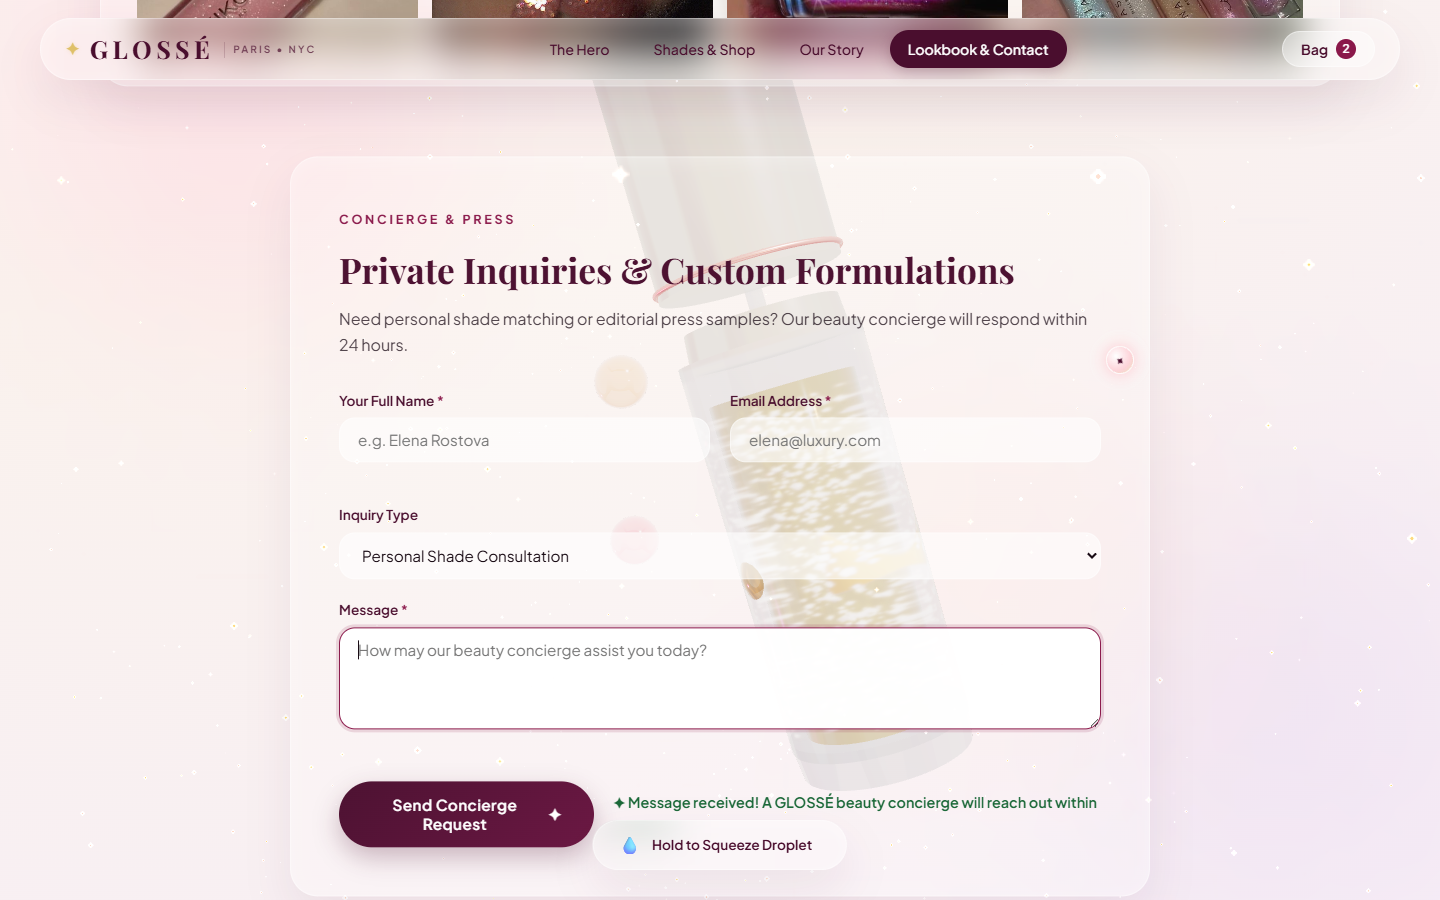 ✦ GLOSSÉ PARIS • NYC
The Hero
Shades & Shop
Our Story
Lookbook & Contact
Bag 2
CONCIERGE & PRESS
Private Inquiries & Custom Formulations
Need personal shade matching or editorial press samples? Our beauty concierge will respond within
24 hours.
Your Full Name *
Email Address *
e.g. Elena Rostova
elena@luxury.com
Inquiry Type
Personal Shade Consultation
Message *
How may our beauty concierge assist you today?
Send Concierge
Request ✦
✦ Message received! A GLOSSÉ beauty concierge will reach out within
💧 Hold to Squeeze Droplet